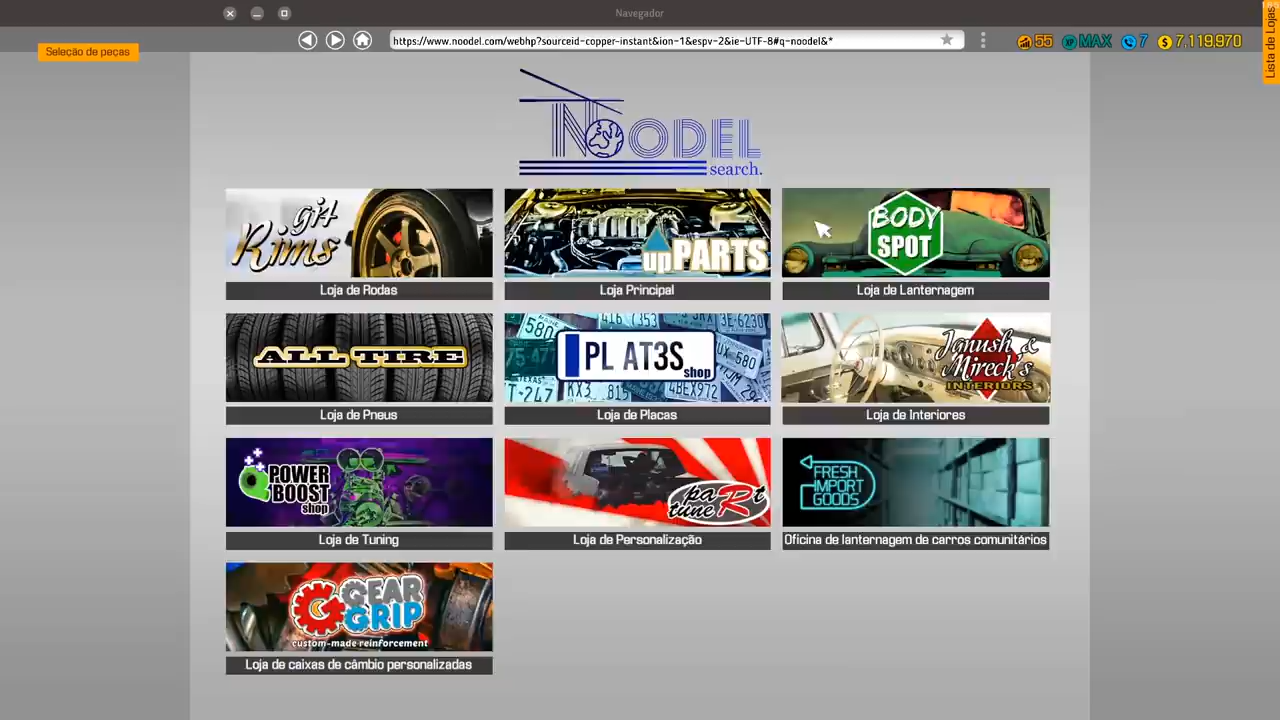 Navegador
Seleção de peças
https://www.noodel.com/webhp?sourceid-copper-instant&ion-1&espv-2&ie-UTF-8#q-noodel&*
55
XP MAX
7
$ 7,119,970
Lista de Lojas
NOODEL
search.
git Rims
Loja de Rodas
upPARTS
Loja Principal
BODY
SPOT
Loja de Lanternagem
ALL TIRE
Loja de Pneus
PL AT3S
shop
Loja de Placas
Janush &
Mireck's
INTERIORS
Loja de Interiores
POWER
BOOST
shop
Loja de Tuning
paRt
tune
Loja de Personalização
FRESH
IMPORT
GOODS
Oficina de lanternagem de carros comunitários
GEAR
GRIP
custom-made reinforcement
Loja de caixas de câmbio personalizadas